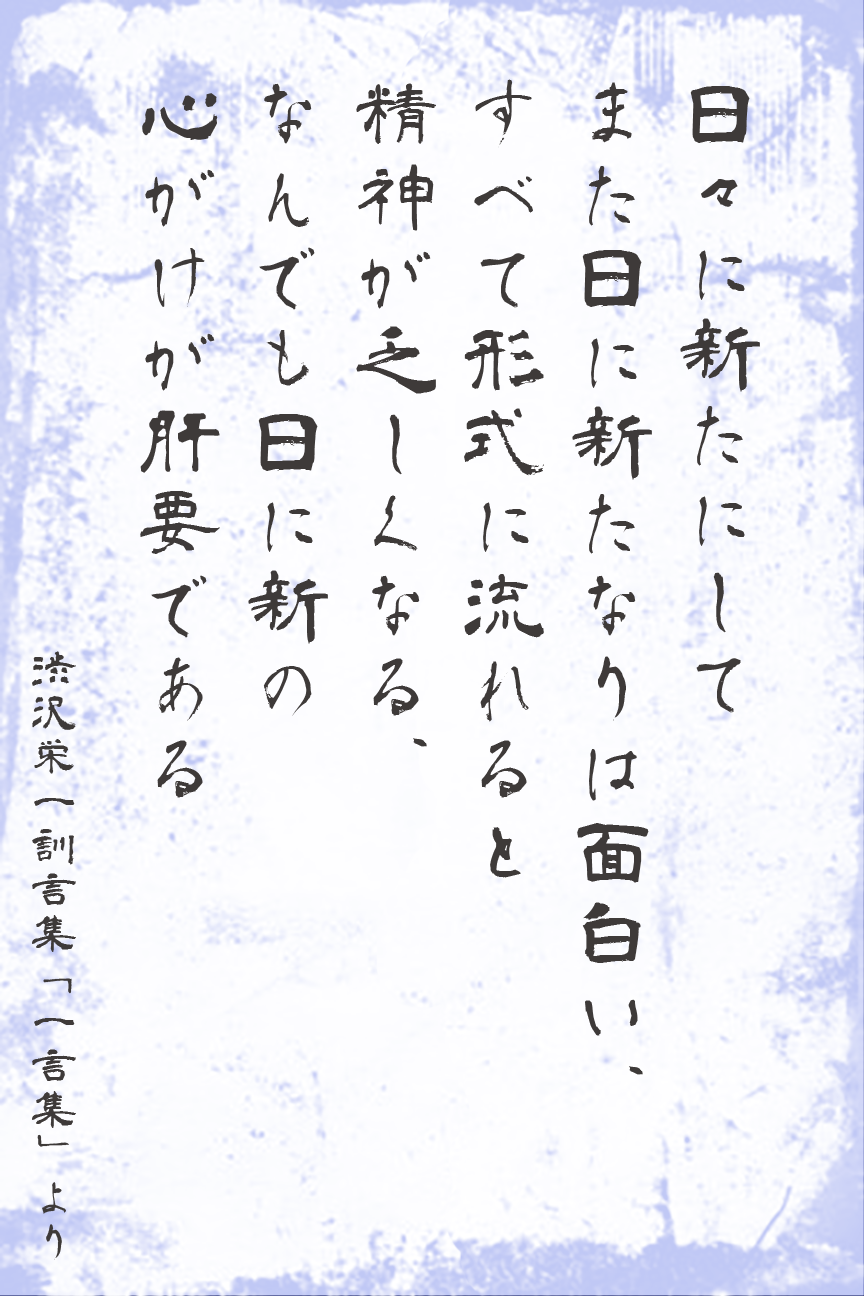 日々に新たにして
また日に新たなりは面白い、
すべて形式に流れると
精神が乏しくなる、
なんでも日に新の
心がけが肝要である
渋沢栄一訓言集「一言集」より